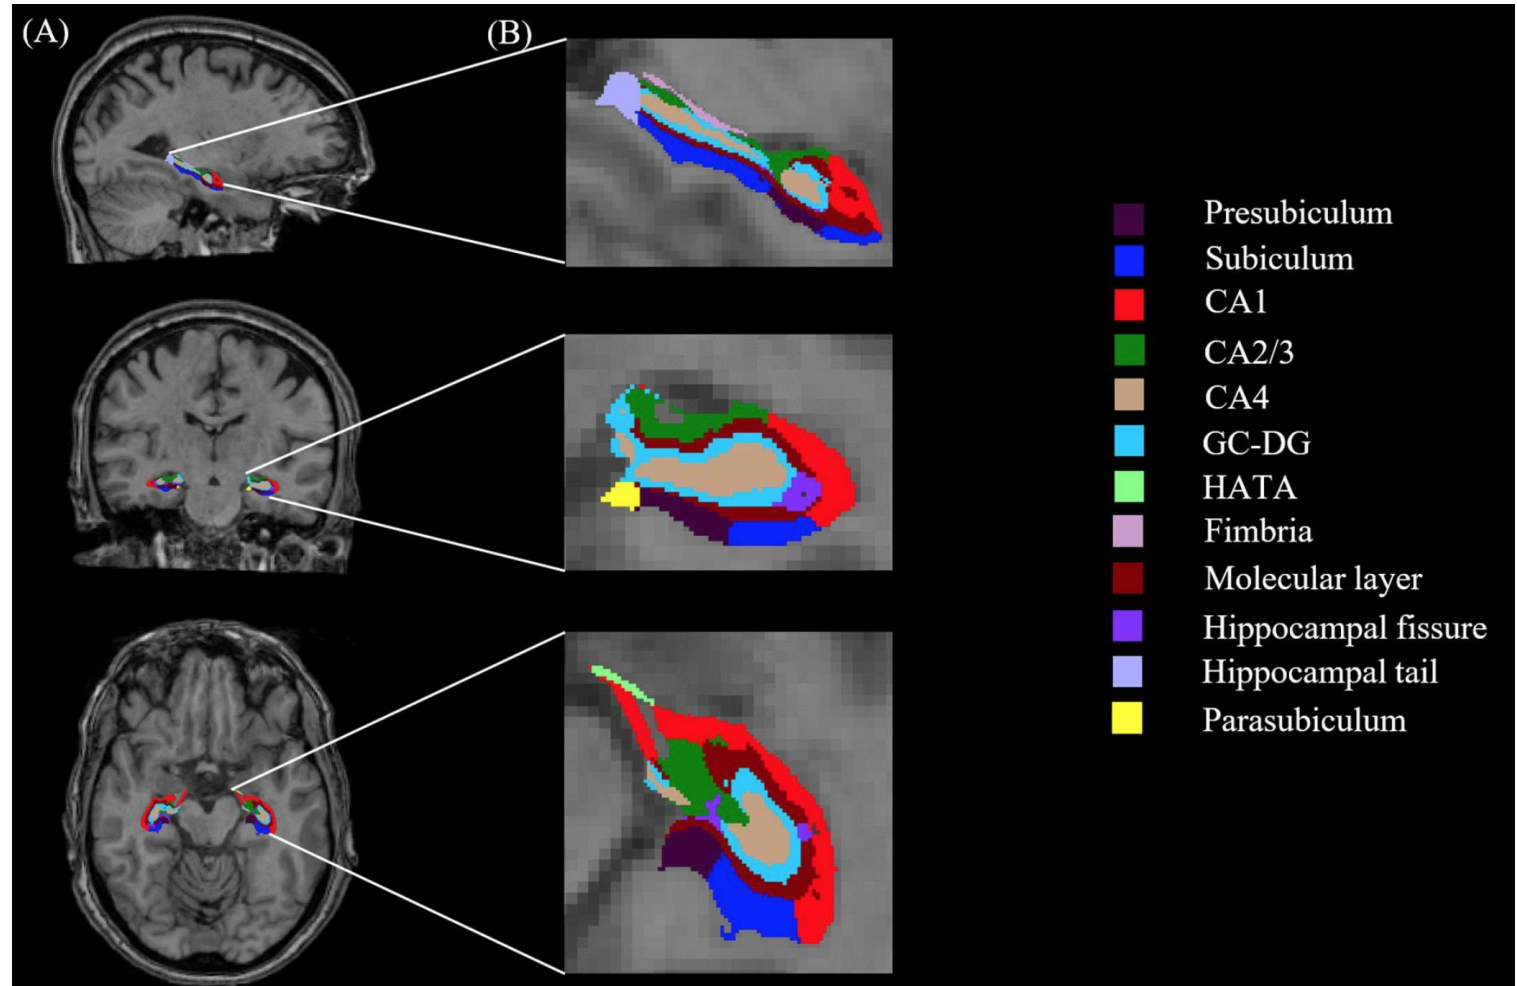 (A)
(B)
Presubiculum
Subiculum
CA1
CA2/3
CA4
GC-DG
HATA
Fimbria
Molecular layer
Hippocampal fissure
Hippocampal tail
Parasubiculum